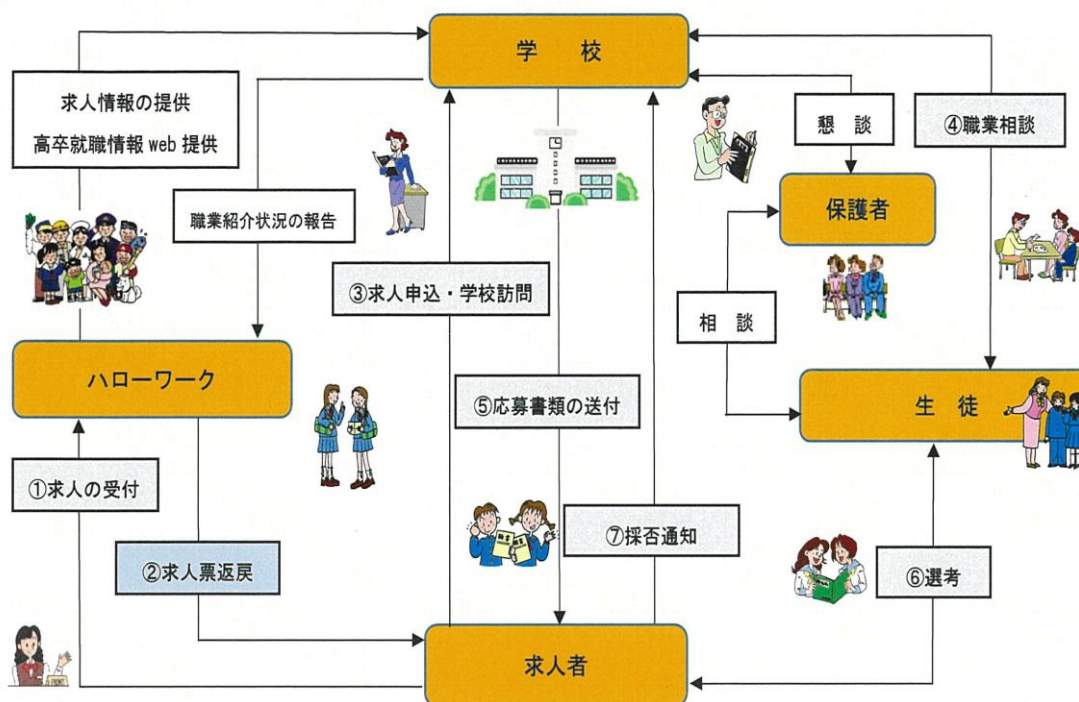 学 校
求人情報の提供
高卒就職情報 web 提供
懇 談
④職業相談
職業紹介状況の報告
保護者
③求人申込・学校訪問
相 談
ハローワーク
⑤応募書類の送付
生 徒
①求人の受付
⑦採否通知
②求人票返戻
⑥選考
求人者